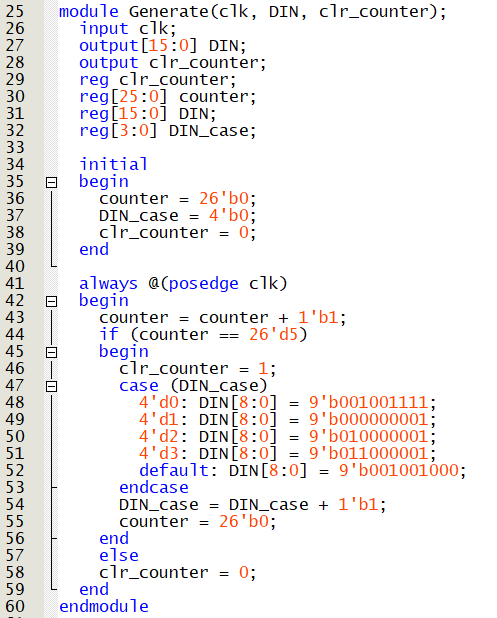 25 module Generate(clk, DIN, clr_counter);
26   input clk;
27   output[15:0] DIN;
28   output clr_counter;
29   reg clr_counter;
30   reg[25:0] counter;
31   reg[15:0] DIN;
32   reg[3:0] DIN_case;
33
34   initial
35   begin
36     counter = 26'b0;
37     DIN_case = 4'b0;
38     clr_counter = 0;
39   end
40
41   always @(posedge clk)
42   begin
43     counter = counter + 1'b1;
44     if (counter == 26'd5)
45     begin
46       clr_counter = 1;
47       case (DIN_case)
48         4'd0: DIN[8:0] = 9'b001001111;
49         4'd1: DIN[8:0] = 9'b000000001;
50         4'd2: DIN[8:0] = 9'b010000001;
51         4'd3: DIN[8:0] = 9'b011000001;
52         default: DIN[8:0] = 9'b001001000;
53       endcase
54       DIN_case = DIN_case + 1'b1;
55       counter = 26'b0;
56     end
57     else
58     clr_counter = 0;
59   end
60 endmodule